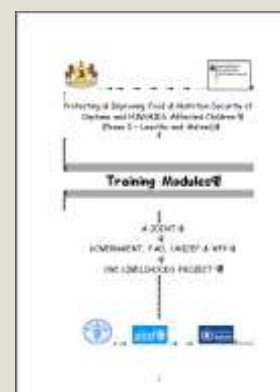 Protecting & Improving Food & Nutrition Security of
Orphans and HIV/AIDS Affected Children
(Phase 2 – Lesotho and Malawi)
Training Modules
A JOINT
GOVERNMENT, FAO, UNICEF & WFP
ONE LIVELIHOODS PROJECT
unicef